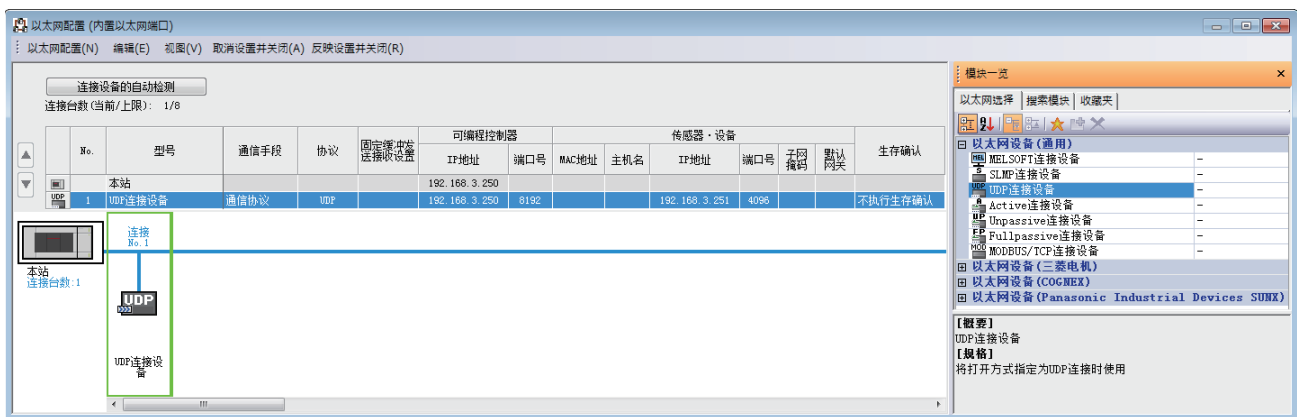 以太网配置 (内置以太网端口)
以太网配置(N) 编辑(E) 视图(V) 取消设置并关闭(A) 反映设置并关闭(R)
连接设备的自动检测
连接台数(当前/上限): 1/8
No. 型号 通信手段 协议 固定缓冲发送接收设置 可编程控制器 传感器・设备 生存确认
IP地址 端口号 MAC地址 主机名 IP地址 端口号 子网掩码 默认网关
本站 192.168.3.250
UDP 1 UDP连接设备 通信协议 UDP 192.168.3.250 8192 192.168.3.251 4096 不执行生存确认
连接
No.1
本站
连接台数:1
UDP
UDP连接设
备
模块一览
以太网选择 搜索模块 收藏夹
以太网设备(通用)
MELSOFT连接设备 -
SLMP连接设备 -
UDP连接设备 -
Active连接设备 -
Unpassive连接设备 -
Fullpassive连接设备 -
MODBUS/TCP连接设备 -
以太网设备(三菱电机)
以太网设备(COGNEX)
以太网设备(Panasonic Industrial Devices SUNX)
[概要]
UDP连接设备
[规格]
将打开方式指定为UDP连接时使用